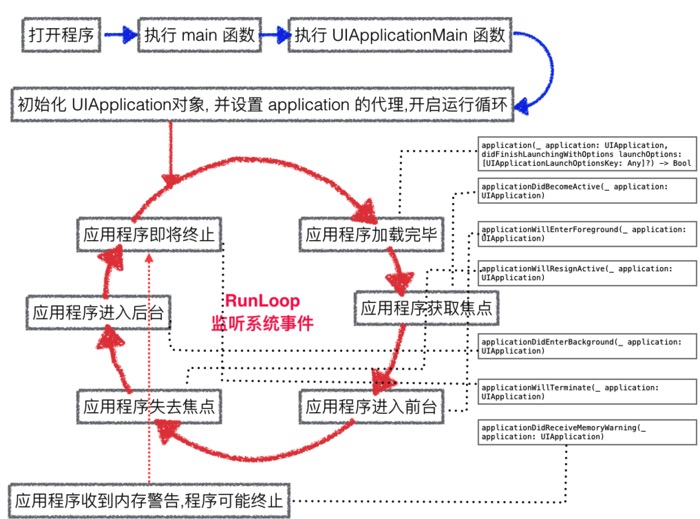 打开程序
执行 main 函数
执行 UIApplicationMain 函数
初始化 UIApplication对象, 并设置 application 的代理,开启运行循环
application(_ application: UIApplication,
didFinishLaunchingWithOptions launchOptions:
[UIApplicationLaunchOptionsKey: Any]?) -> Bool
applicationDidBecomeActive(_ application:
UIApplication)
应用程序即将终止
应用程序加载完毕
applicationWillEnterForeground(_ application:
UIApplication)
applicationWillResignActive(_ application:
UIApplication)
RunLoop
监听系统事件
应用程序进入后台
应用程序获取焦点
applicationDidEnterBackground(_ application:
UIApplication)
applicationWillTerminate(_ application:
UIApplication)
应用程序失去焦点
应用程序进入前台
applicationDidReceiveMemoryWarning(_
application: UIApplication)
应用程序收到内存警告,程序可能终止